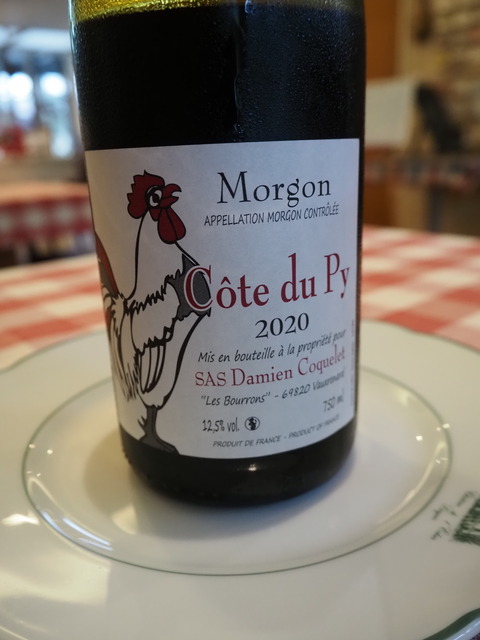 Morgon
APPELLATION MORGON CONTRÔLÉE
Côte du Py
2020
Mis en bouteille à la propriété pour
SAS Damien Coquelet
"Les Bourrons" - 69820 Vauxrenard
12,5% vol.
750 ml
PRODUIT DE FRANCE - PRODUCT OF FRANCE